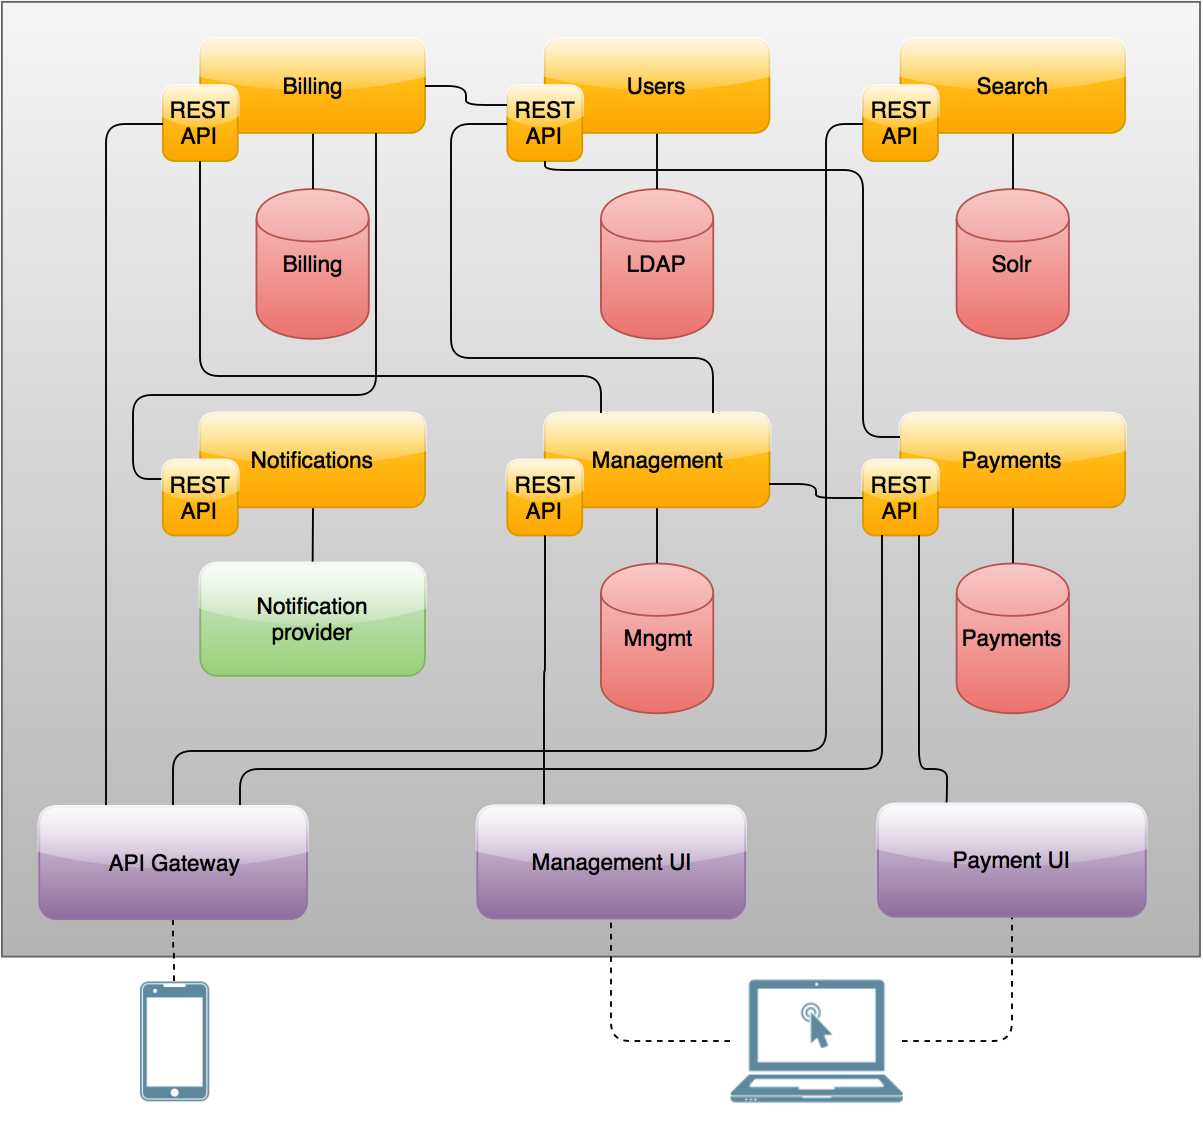 Billing
REST
API
Users
REST
API
Search
REST
API
Billing
LDAP
Solr
Notifications
REST
API
Management
REST
API
Payments
REST
API
Notification
provider
Mngmt
Payments
API Gateway
Management UI
Payment UI